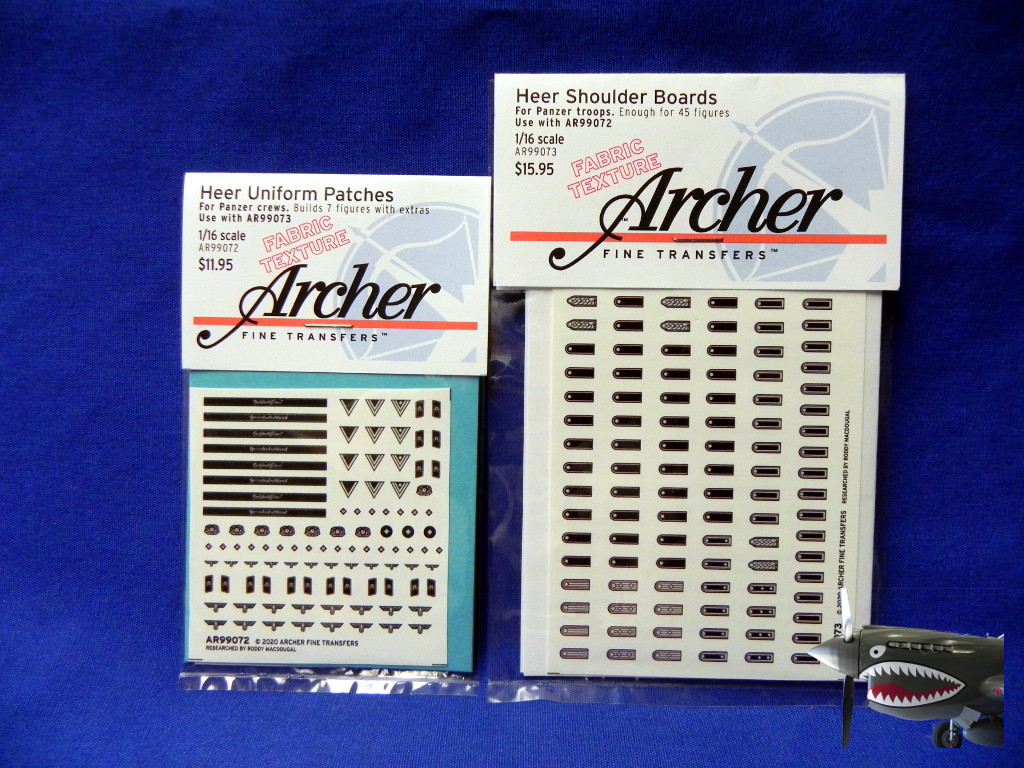 Heer Uniform Patches
For Panzer crews. Builds 7 figures with extras
Use with AR99073
1/16 scale
AR99072
$11.95
FABRIC
TEXTURE
Archer
FINE TRANSFERS™
AR99072 © 2020 ARCHER FINE TRANSFERS
RESEARCHED BY RODDY MACDOUGAL
Heer Shoulder Boards
For Panzer troops. Enough for 45 figures
Use with AR99072
1/16 scale
AR99073
$15.95
FABRIC
TEXTURE
Archer
™
FINE TRANSFERS™
73 © 2020 ARCHER FINE TRANSFERS
RESEARCHED BY RODDY MACDOUGAL